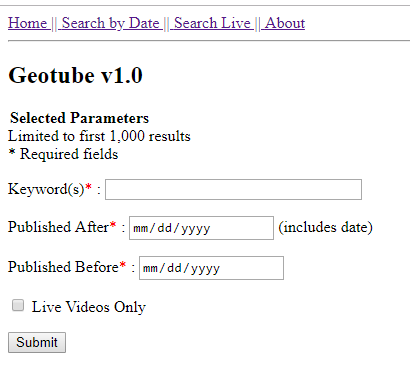 Home || Search by Date || Search Live || About
Geotube v1.0
Selected Parameters
Limited to first 1,000 results
* Required fields
Keyword(s)* :
Published After* : mm/dd/yyyy (includes date)
Published Before* : mm/dd/yyyy
Live Videos Only
Submit